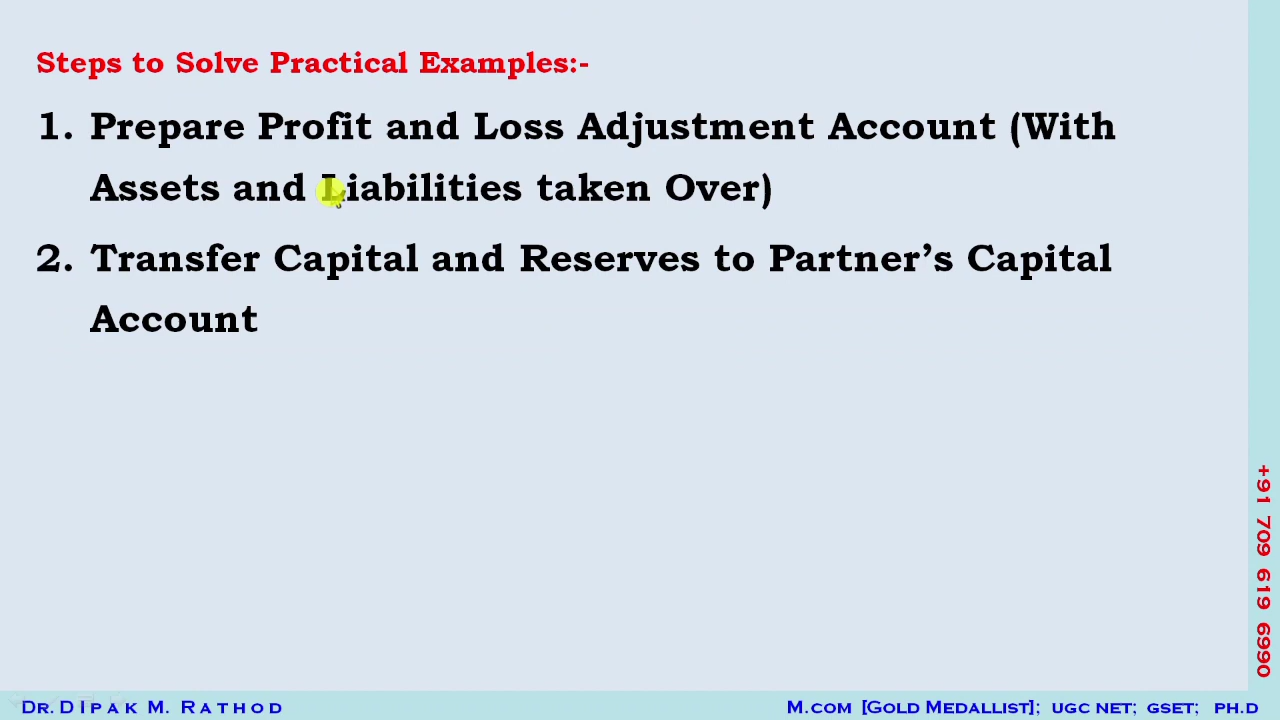 Steps to Solve Practical Examples:-
1. Prepare Profit and Loss Adjustment Account (With
Assets and Liabilities taken Over)
2. Transfer Capital and Reserves to Partner’s Capital
Account
+91 709 619 6990
DR. DIPAK M. RATHOD
M.COM [GOLD MEDALLIST]; UGC NET; GSET; PH.D